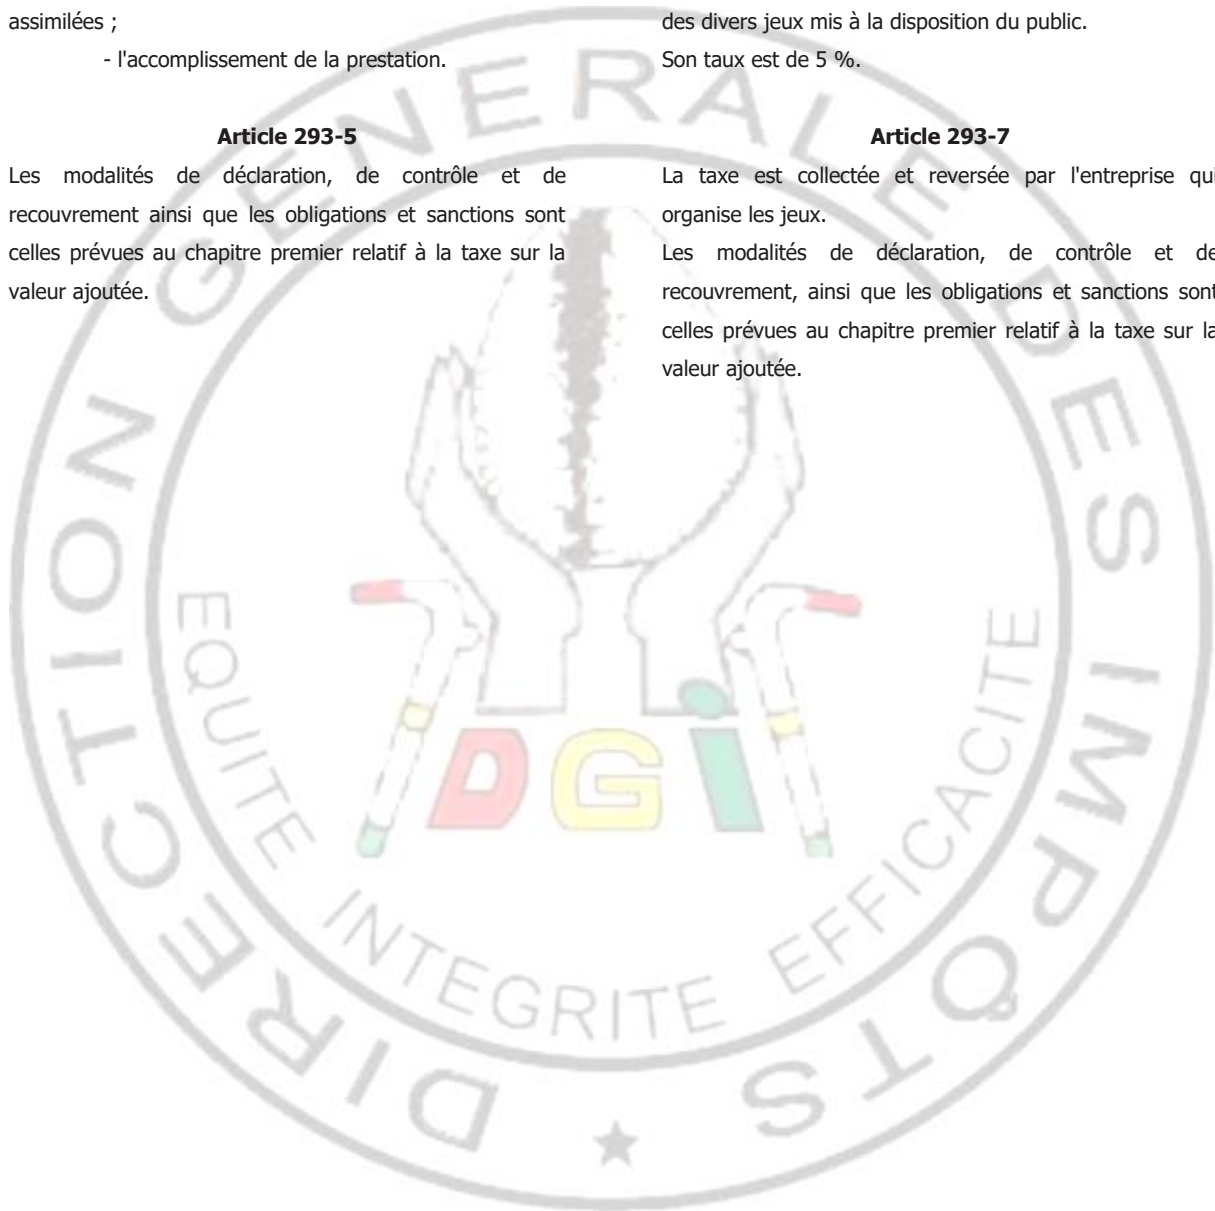 assimilées ;
- l'accomplissement de la prestation.
Article 293-5
Les modalités de déclaration, de contrôle et de
recouvrement ainsi que les obligations et sanctions sont
celles prévues au chapitre premier relatif à la taxe sur la
valeur ajoutée.
des divers jeux mis à la disposition du public.
Son taux est de 5 %.
Article 293-7
La taxe est collectée et reversée par l'entreprise qui
organise les jeux.
Les modalités de déclaration, de contrôle et de
recouvrement, ainsi que les obligations et sanctions sont
celles prévues au chapitre premier relatif à la taxe sur la
valeur ajoutée.
DIRECTION GENERALE DES IMPÔTS
EQUITE INTEGRITE EFFICACITE
DGI